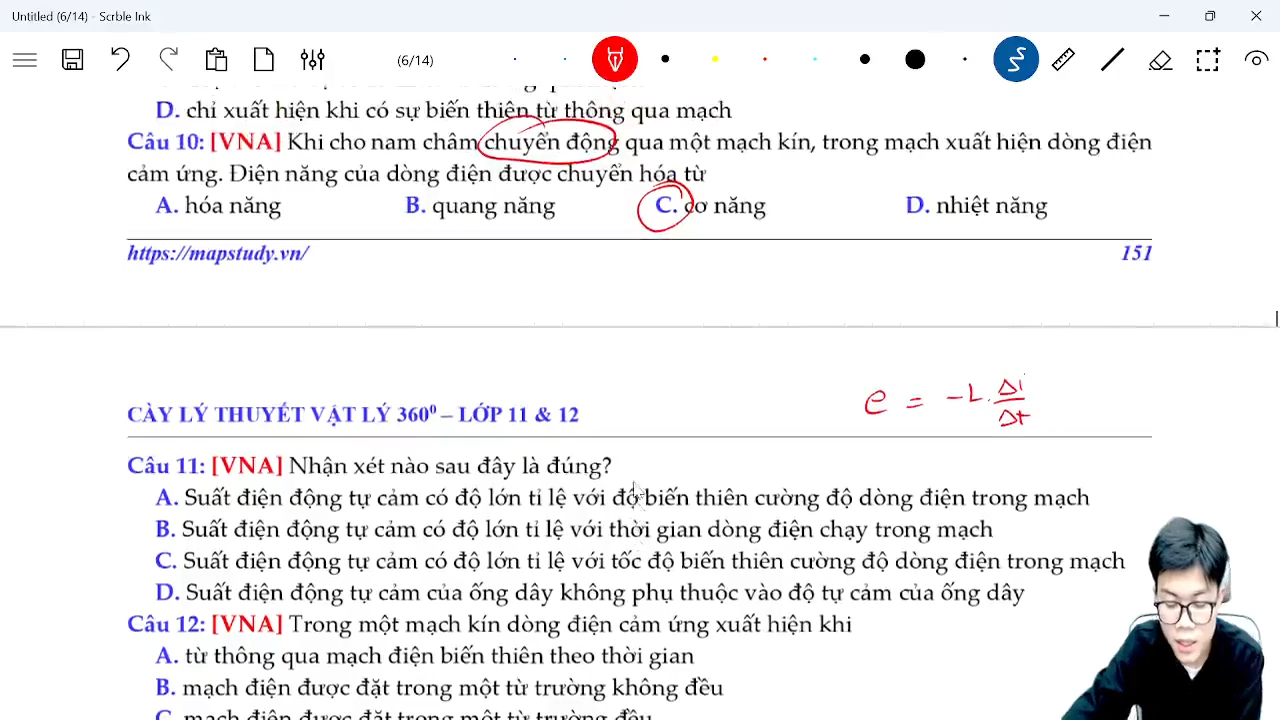 Untitled (6/14) - Scrble Ink
(6/14)
D. chỉ xuất hiện khi có sự biến thiên từ thông qua mạch
Câu 10: [VNA] Khi cho nam châm chuyển động qua một mạch kín, trong mạch xuất hiện dòng điện
cảm ứng. Điện năng của dòng điện được chuyển hóa từ
A. hóa năng B. quang năng C. cơ năng D. nhiệt năng
https://mapstudy.vn/ 151
e = -L. Δi/Δt
CÀY LÝ THUYẾT VẬT LÝ 360⁰ – LỚP 11 & 12
Câu 11: [VNA] Nhận xét nào sau đây là đúng?
A. Suất điện động tự cảm có độ lớn tỉ lệ với độ biến thiên cường độ dòng điện trong mạch
B. Suất điện động tự cảm có độ lớn tỉ lệ với thời gian dòng điện chạy trong mạch
C. Suất điện động tự cảm có độ lớn tỉ lệ với tốc độ biến thiên cường độ dòng điện trong mạch
D. Suất điện động tự cảm của ống dây không phụ thuộc vào độ tự cảm của ống dây
Câu 12: [VNA] Trong một mạch kín dòng điện cảm ứng xuất hiện khi
A. từ thông qua mạch điện biến thiên theo thời gian
B. mạch điện được đặt trong một từ trường không đều
C. mạch điện được đặt trong một từ trường đều